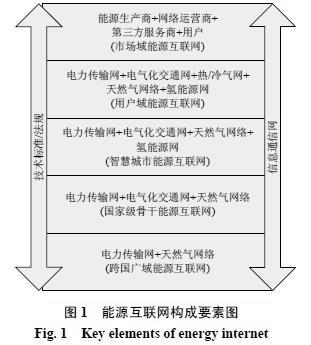 能源生产商+网络运营商+
第三方服务商+用户
(市场域能源互联网)
电力传输网+电气化交通网+热/冷气网+
天然气网络+氢能源网
(用户域能源互联网)
电力传输网+电气化交通网+天然气网络+
氢能源网
(智慧城市能源互联网)
电力传输网+电气化交通网+天然气网络
(国家级骨干能源互联网)
电力传输网+天然气网络
(跨国广域能源互联网)
技术标准/法规
信息通信网
图 1 能源互联网构成要素图
Fig. 1 Key elements of energy internet